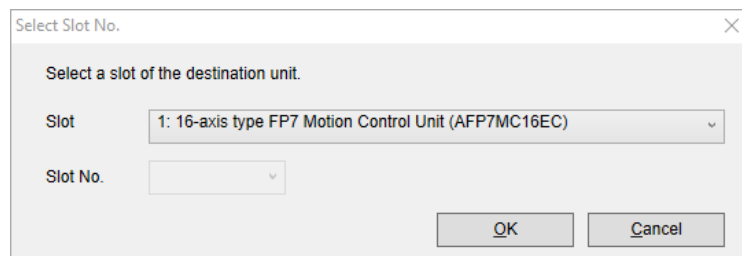 Select Slot No.
Select a slot of the destination unit.
Slot
1: 16-axis type FP7 Motion Control Unit (AFP7MC16EC)
Slot No.
OK
Cancel